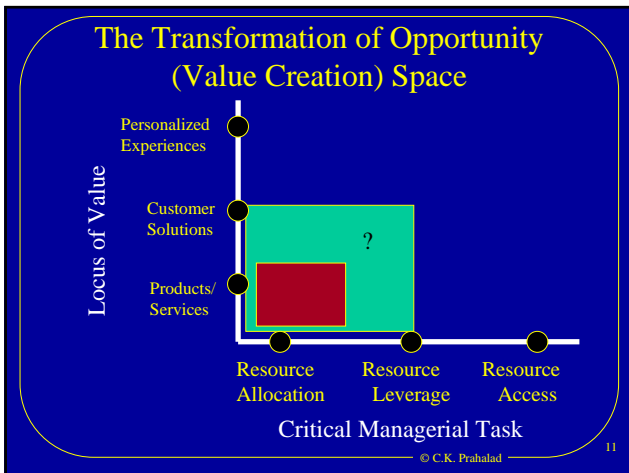 The Transformation of Opportunity
(Value Creation) Space
Personalized
Experiences
Customer
Solutions
Products/
Services
Locus of Value
?
Resource
Allocation
Resource
Leverage
Resource
Access
Critical Managerial Task
© C.K. Prahalad
11